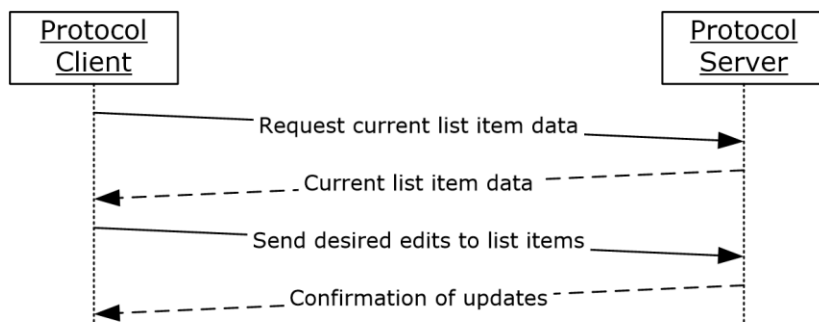 Protocol
Client
Protocol
Server
Request current list item data
Current list item data
Send desired edits to list items
Confirmation of updates